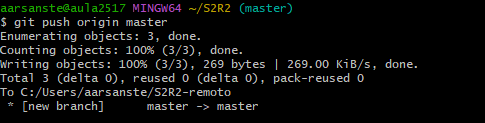 aarsanste@aula2517 MINGW64 ~/S2R2 (master)
$ git push origin master
Enumerating objects: 3, done.
Counting objects: 100% (3/3), done.
Writing objects: 100% (3/3), 269 bytes | 269.00 KiB/s, done.
Total 3 (delta 0), reused 0 (delta 0), pack-reused 0
To C:/Users/aarsanste/S2R2-remoto
 * [new branch]      master -> master